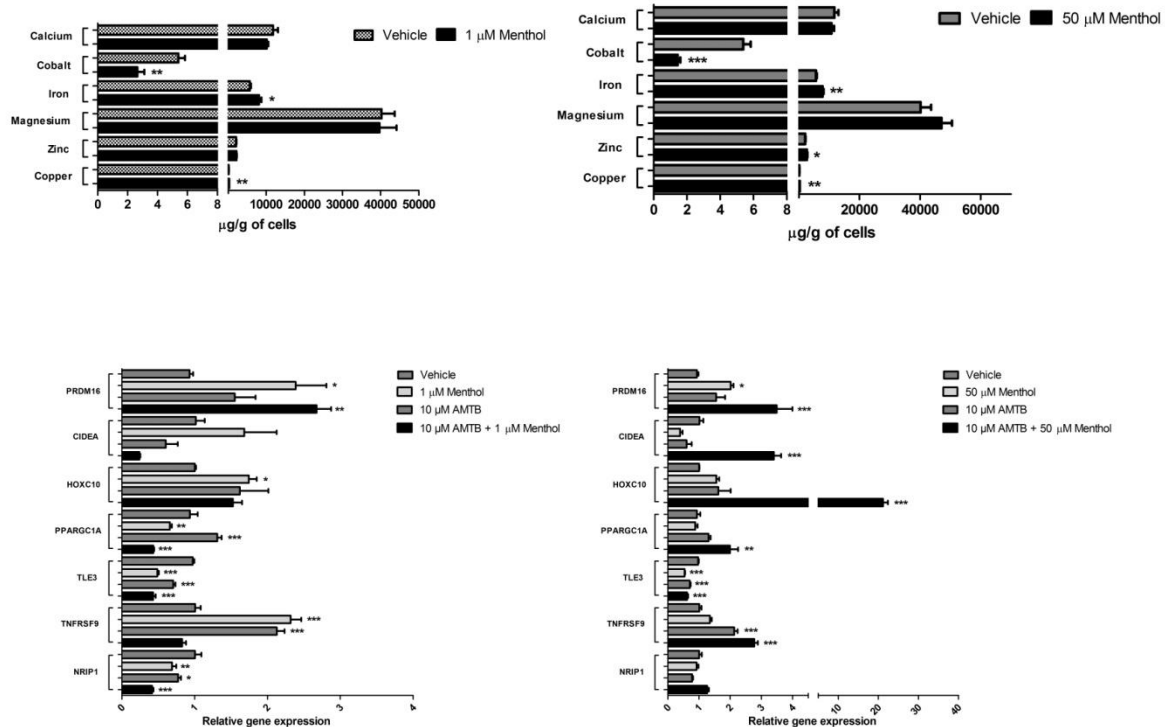 Vehicle 1 μM Menthol
Calcium
Cobalt
**
Iron
*
Magnesium
Zinc
Copper
**
0 2 4 6 8 10000 20000 30000 40000 50000
μg/g of cells
Vehicle 50 μM Menthol
Calcium
Cobalt
***
Iron
**
Magnesium
Zinc
*
Copper
**
0 2 4 6 8 20000 40000 60000
μg/g of cells
Vehicle
1 μM Menthol
10 μM AMTB
10 μM AMTB + 1 μM Menthol
PRDM16
*
**
CIDEA
HOXC10
*
PPARGC1A
**
***
***
TLE3
***
***
***
TNFRSF9
***
***
NRIP1
**
*
***
0 1 2 3 4
Relative gene expression
Vehicle
50 μM Menthol
10 μM AMTB
10 μM AMTB + 50 μM Menthol
PRDM16
*
***
CIDEA
***
HOXC10
***
PPARGC1A
**
TLE3
***
***
***
TNFRSF9
***
***
NRIP1
0 1 2 3 4 10 20 30 40
Relative gene expression